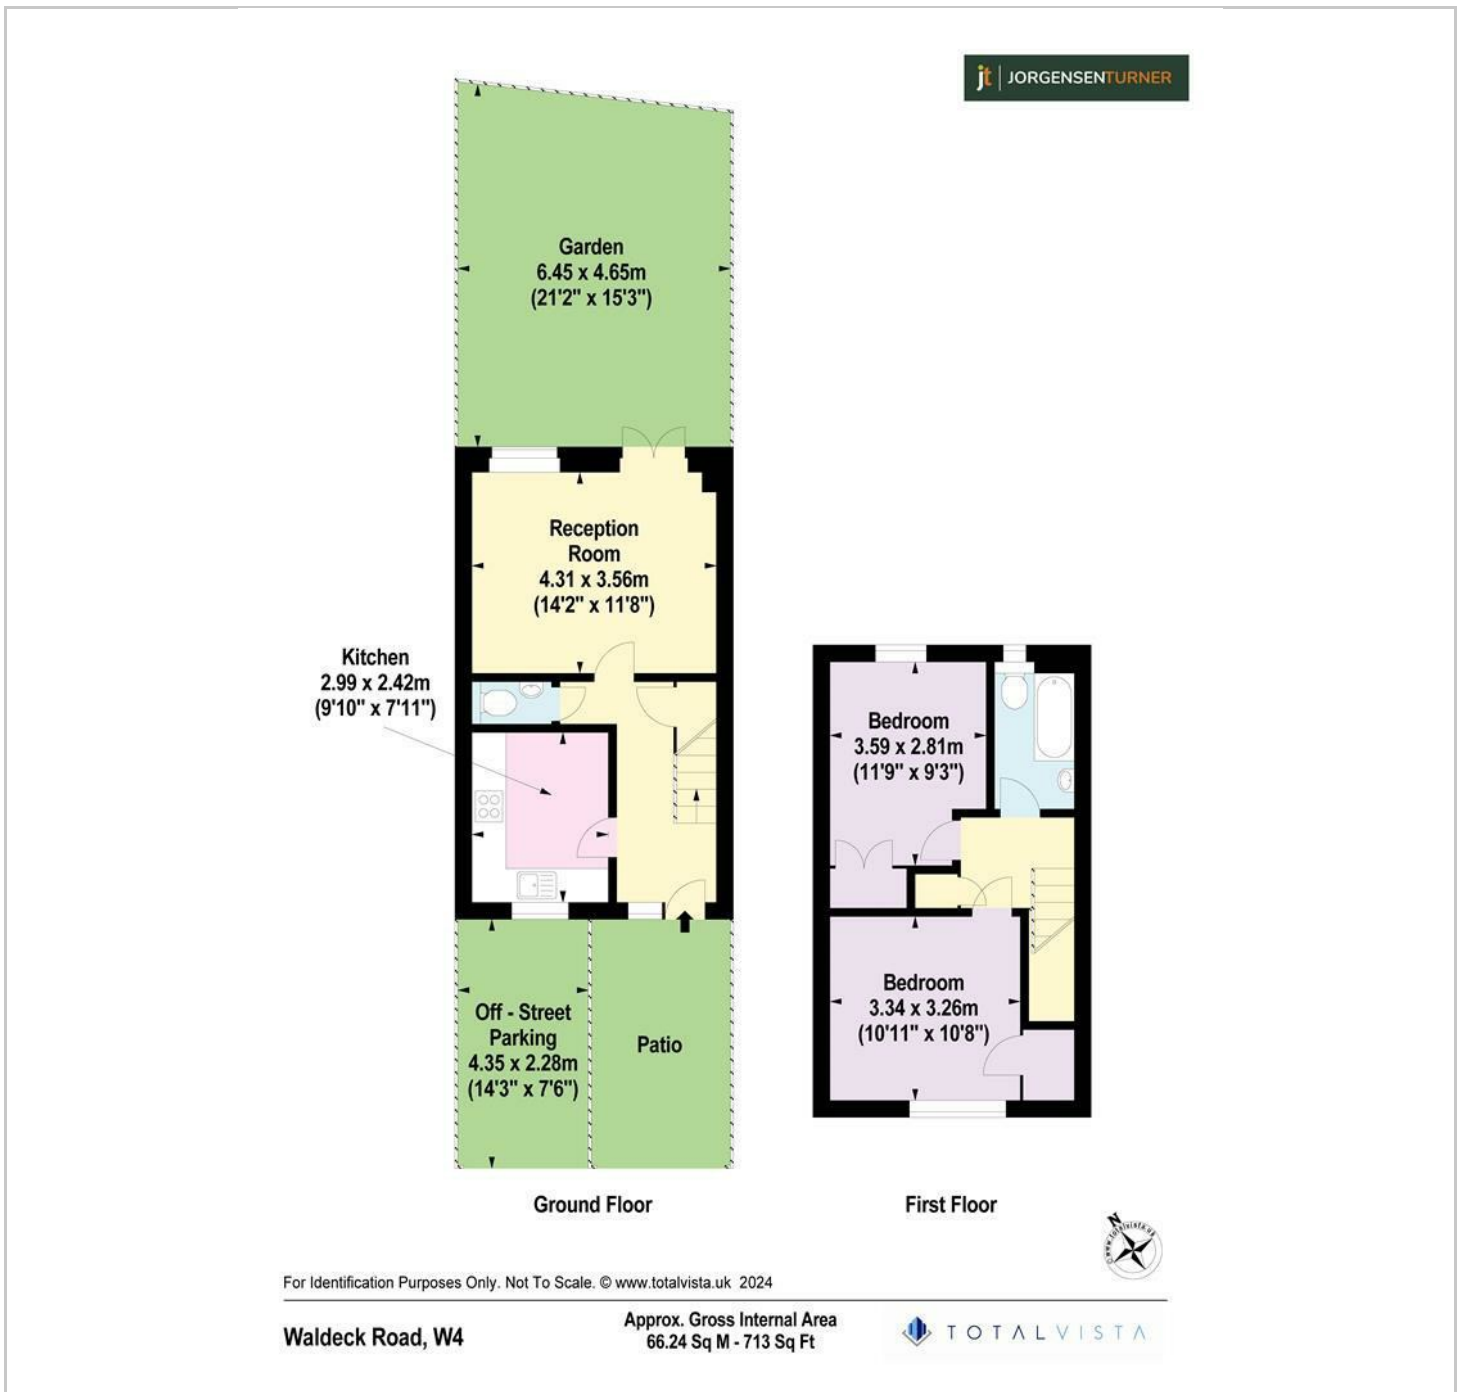 jt JORGENSENTURNER
Garden
6.45 x 4.65m
(21'2" x 15'3")
Reception
Room
4.31 x 3.56m
(14'2" x 11'8")
Kitchen
2.99 x 2.42m
(9'10" x 7'11")
Bedroom
3.59 x 2.81m
(11'9" x 9'3")
Bedroom
3.34 x 3.26m
(10'11" x 10'8")
Off - Street
Parking
4.35 x 2.28m
(14'3" x 7'6")
Patio
Ground Floor
First Floor
N
© www.totalvista.uk
For Identification Purposes Only. Not To Scale. © www.totalvista.uk 2024
Waldeck Road, W4
Approx. Gross Internal Area
66.24 Sq M - 713 Sq Ft
TOTALVISTA